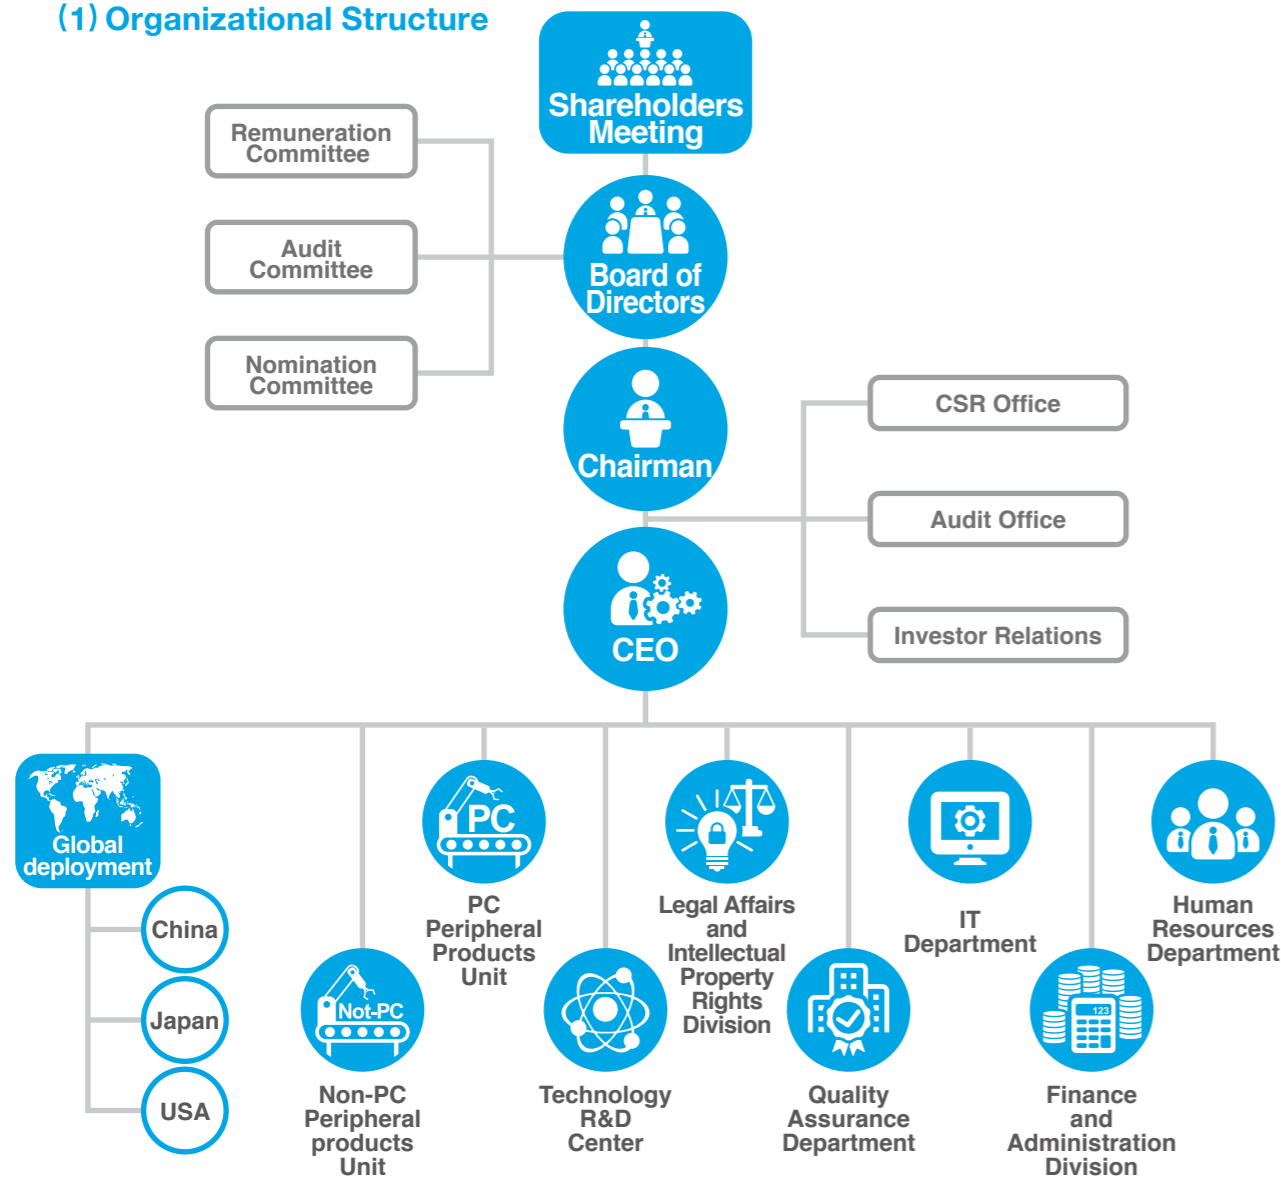 (1) Organizational Structure
Shareholders
Meeting
Remuneration
Committee
Audit
Committee
Nomination
Committee
Board of
Directors
Chairman
CSR Office
Audit Office
Investor Relations
CEO
Global
deployment
China
Japan
USA
Not-PC
Non-PC
Peripheral
products
Unit
PC
PC
Peripheral
Products
Unit
Technology
R&D
Center
Legal Affairs
and
Intellectual
Property
Rights
Division
Quality
Assurance
Department
IT
Department
123
Finance
and
Administration
Division
Human
Resources
Department